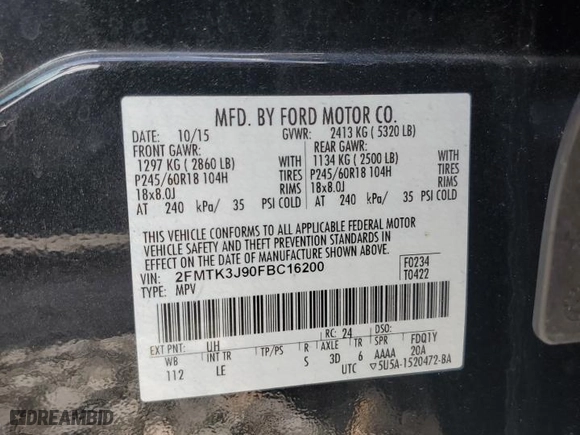 MFD. BY FORD MOTOR CO.
DATE: 10/15 GVWR: 2413 KG ( 5320 LB)
FRONT GAWR: REAR GAWR:
1297 KG ( 2860 LB) WITH 1134 KG ( 2500 LB) WITH
P245/60R18 104H TIRES P245/60R18 104H TIRES
18x8.0J RIMS 18x8.0J RIMS
AT 240 kPa/ 35 PSI COLD AT 240 kPa/ 35 PSI COLD
THIS VEHICLE CONFORMS TO ALL APPLICABLE FEDERAL MOTOR
VEHICLE SAFETY AND THEFT PREVENTION STANDARDS IN
EFFECT ON THE DATE OF MANUFACTURE SHOWN ABOVE.
VIN: 2FMTK3J90FBC16200 F0234
TYPE: MPV T0422
EXT PNT: UH RC: 24 DSO:
WB INT TR TP/PS R AXLE TR SPR FDQ1Y
112 LE S 3D 6 AAAA 20A
UTC ▽5U5A-1520472-BA
DREAMBID